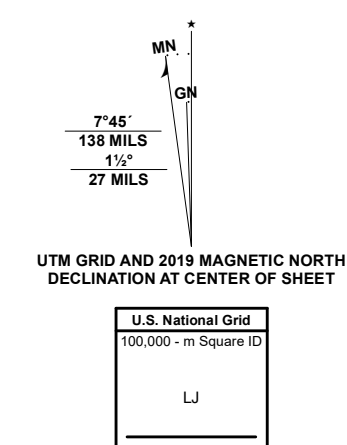 ★
MN
GN
7°45´
138 MILS
1½°
27 MILS
UTM GRID AND 2019 MAGNETIC NORTH
DECLINATION AT CENTER OF SHEET
U.S. National Grid
100,000 - m Square ID
LJ